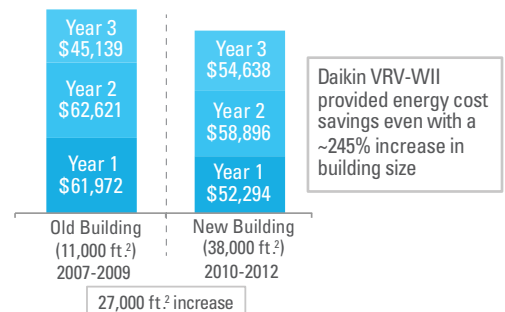 Year 3
$45,139
Year 2
$62,621
Year 1
$61,972
Year 3
$54,638
Year 2
$58,896
Year 1
$52,294
Daikin VRV-WII
provided energy cost
savings even with a
~245% increase in
building size
Old Building
(11,000 ft.²)
2007-2009
New Building
(38,000 ft.²)
2010-2012
27,000 ft.² increase